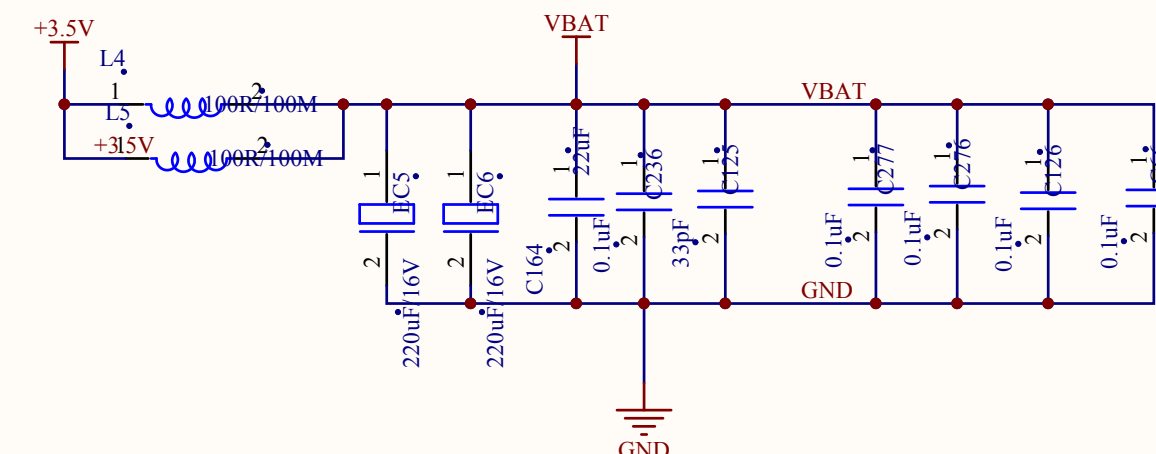 +3.5V
VBAT
L4
1
2
100R/100M
VBAT
L5
+3.5V
1
2
100R/100M
1
EC5
2
220uF/16V
1
EC6
2
220uF/16V
1
22uF
2
C164
1
C236
2
0.1uF
1
C125
2
33pF
1
C277
2
0.1uF
1
C276
2
0.1uF
1
C126
2
0.1uF
1
2
0.1uF
GND
GND